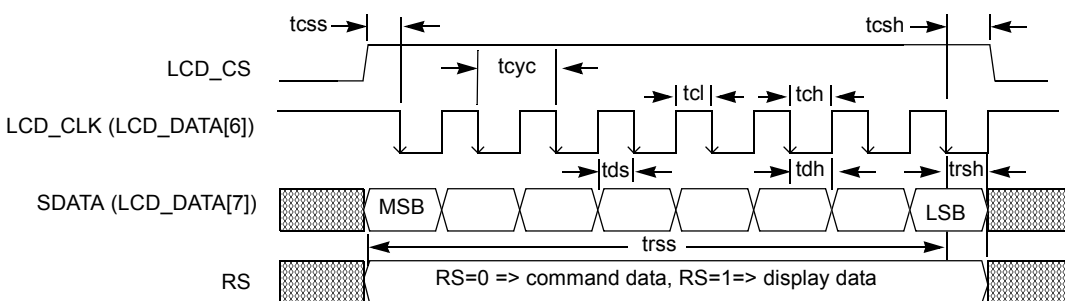 tcss
tcsh
LCD_CS
tcyc
tcl
tch
LCD_CLK (LCD_DATA[6])
tds
tdh
trsh
SDATA (LCD_DATA[7])
MSB
LSB
trss
RS
RS=0 => command data, RS=1=> display data